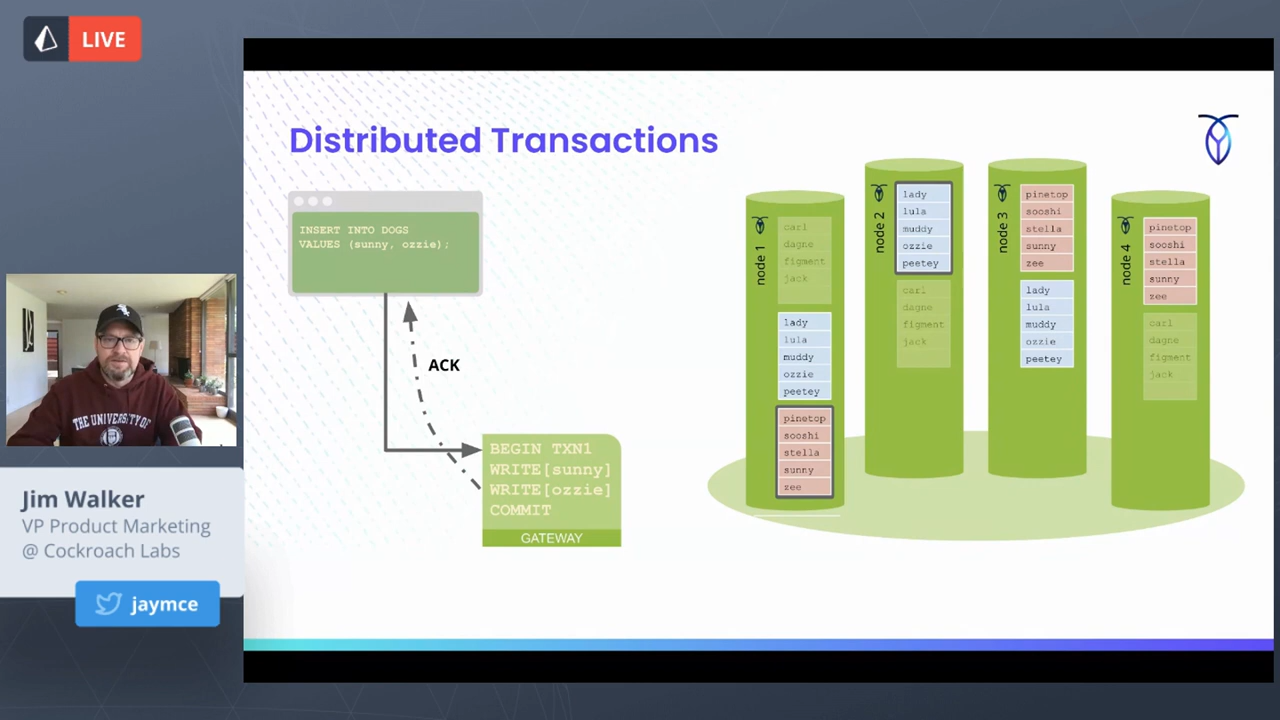 LIVE
Distributed Transactions
INSERT INTO DOGS
VALUES (sunny, ozzie);
ACK
BEGIN TXN1
WRITE[sunny]
WRITE[ozzie]
COMMIT
GATEWAY
node 1
carl
dagne
figment
jack
lady
lula
muddy
ozzie
peetey
pinetop
sooshi
stella
sunny
zee
node 2
lady
lula
muddy
ozzie
peetey
carl
dagne
figment
jack
node 3
pinetop
sooshi
stella
sunny
zee
lady
lula
muddy
ozzie
peetey
node 4
pinetop
sooshi
stella
sunny
zee
carl
dagne
figment
jack
THE UNIVERSITY OF
Jim Walker
VP Product Marketing
@ Cockroach Labs
jaymce